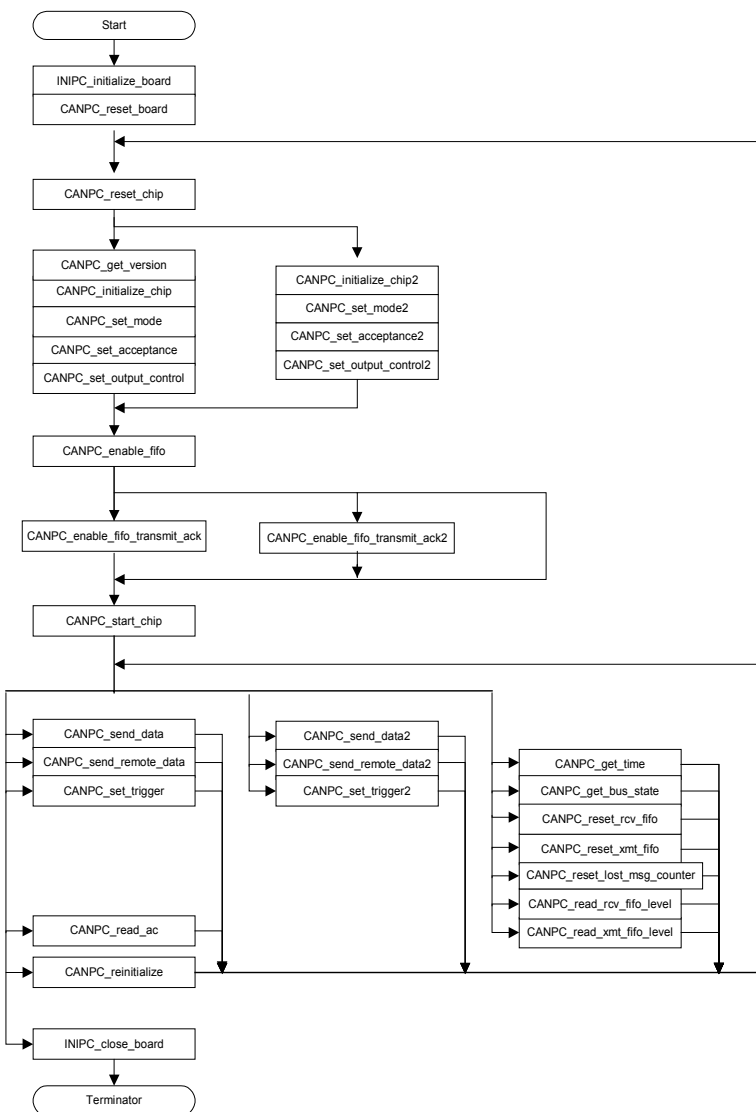 Start
INIPC_initialize_board
CANPC_reset_board
CANPC_reset_chip
CANPC_get_version
CANPC_initialize_chip
CANPC_set_mode
CANPC_set_acceptance
CANPC_set_output_control
CANPC_initialize_chip2
CANPC_set_mode2
CANPC_set_acceptance2
CANPC_set_output_control2
CANPC_enable_fifo
CANPC_enable_fifo_transmit_ack
CANPC_enable_fifo_transmit_ack2
CANPC_start_chip
CANPC_send_data
CANPC_send_remote_data
CANPC_set_trigger
CANPC_send_data2
CANPC_send_remote_data2
CANPC_set_trigger2
CANPC_get_time
CANPC_get_bus_state
CANPC_reset_rcv_fifo
CANPC_reset_xmt_fifo
CANPC_reset_lost_msg_counter
CANPC_read_rcv_fifo_level
CANPC_read_xmt_fifo_level
CANPC_read_ac
CANPC_reinitialize
INIPC_close_board
Terminator